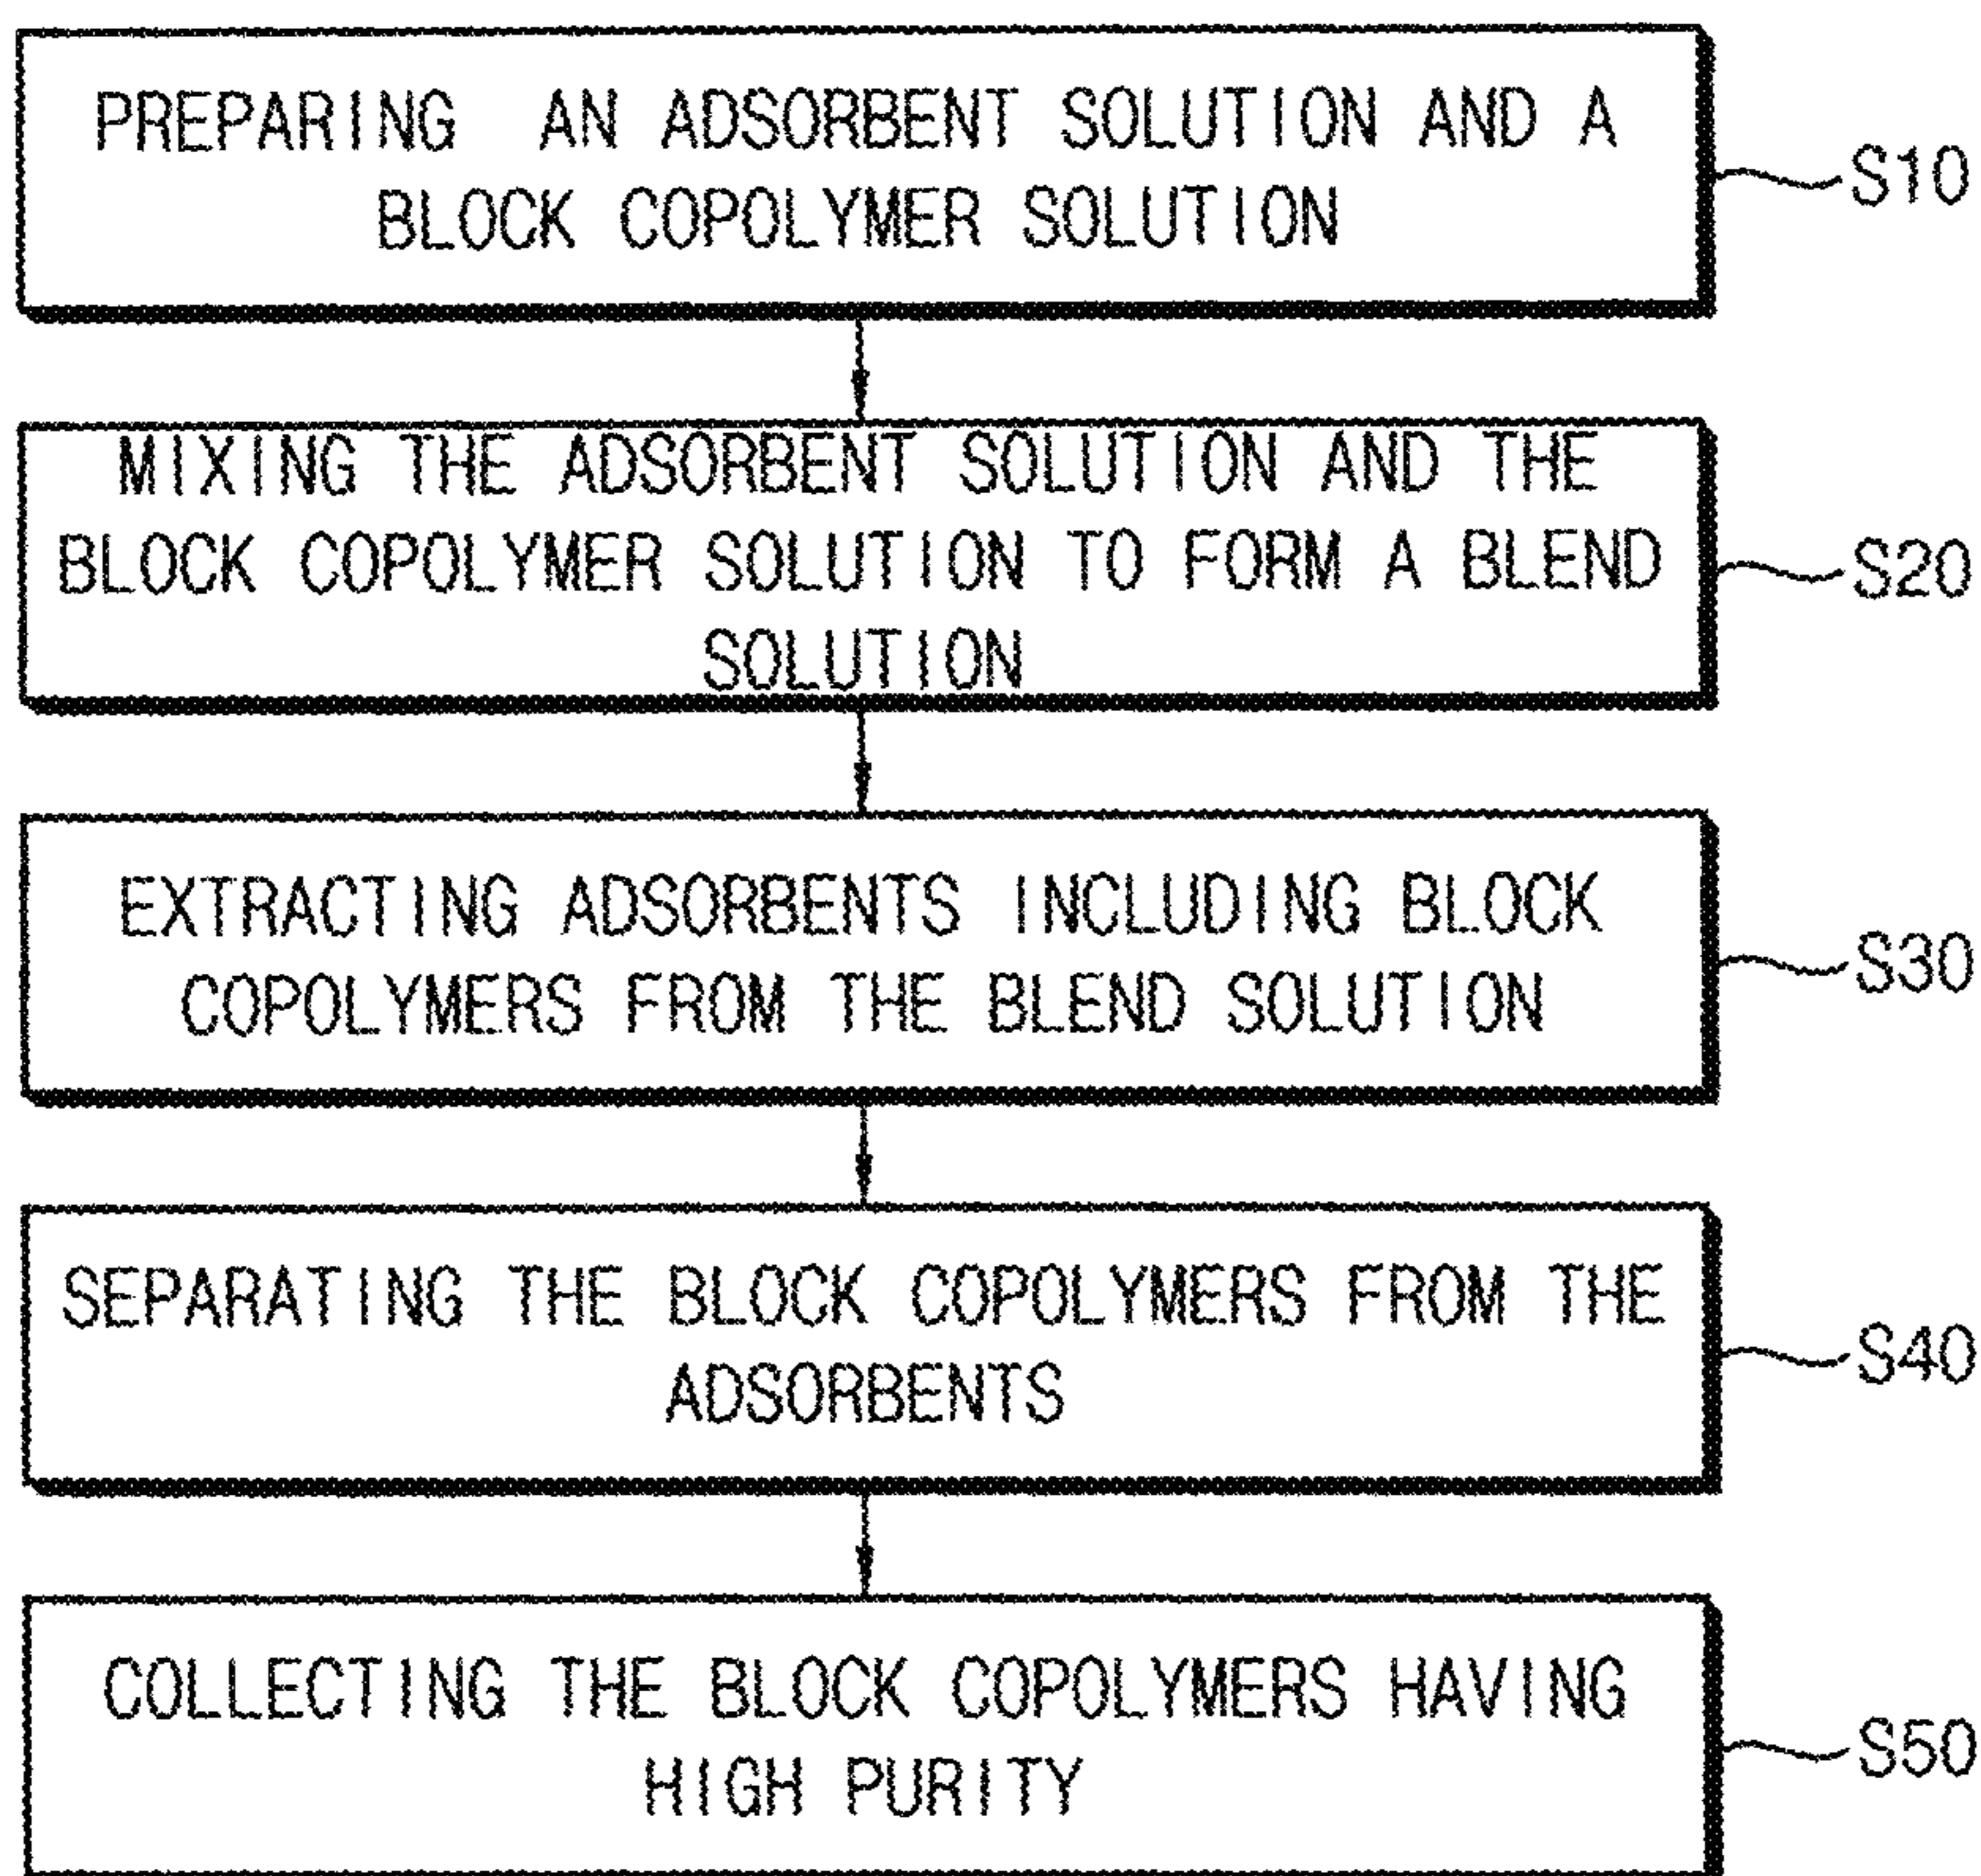 PREPARING AN ADSORBENT SOLUTION AND A
BLOCK COPOLYMER SOLUTION
S10
MIXING THE ADSORBENT SOLUTION AND THE
BLOCK COPOLYMER SOLUTION TO FORM A BLEND
SOLUTION
S20
EXTRACTING ADSORBENTS INCLUDING BLOCK
COPOLYMERS FROM THE BLEND SOLUTION
S30
SEPARATING THE BLOCK COPOLYMERS FROM THE
ADSORBENTS
S40
COLLECTING THE BLOCK COPOLYMERS HAVING
HIGH PURITY
S50